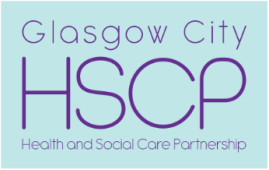 Glasgow City
HSCP
Health and Social Care Partnership